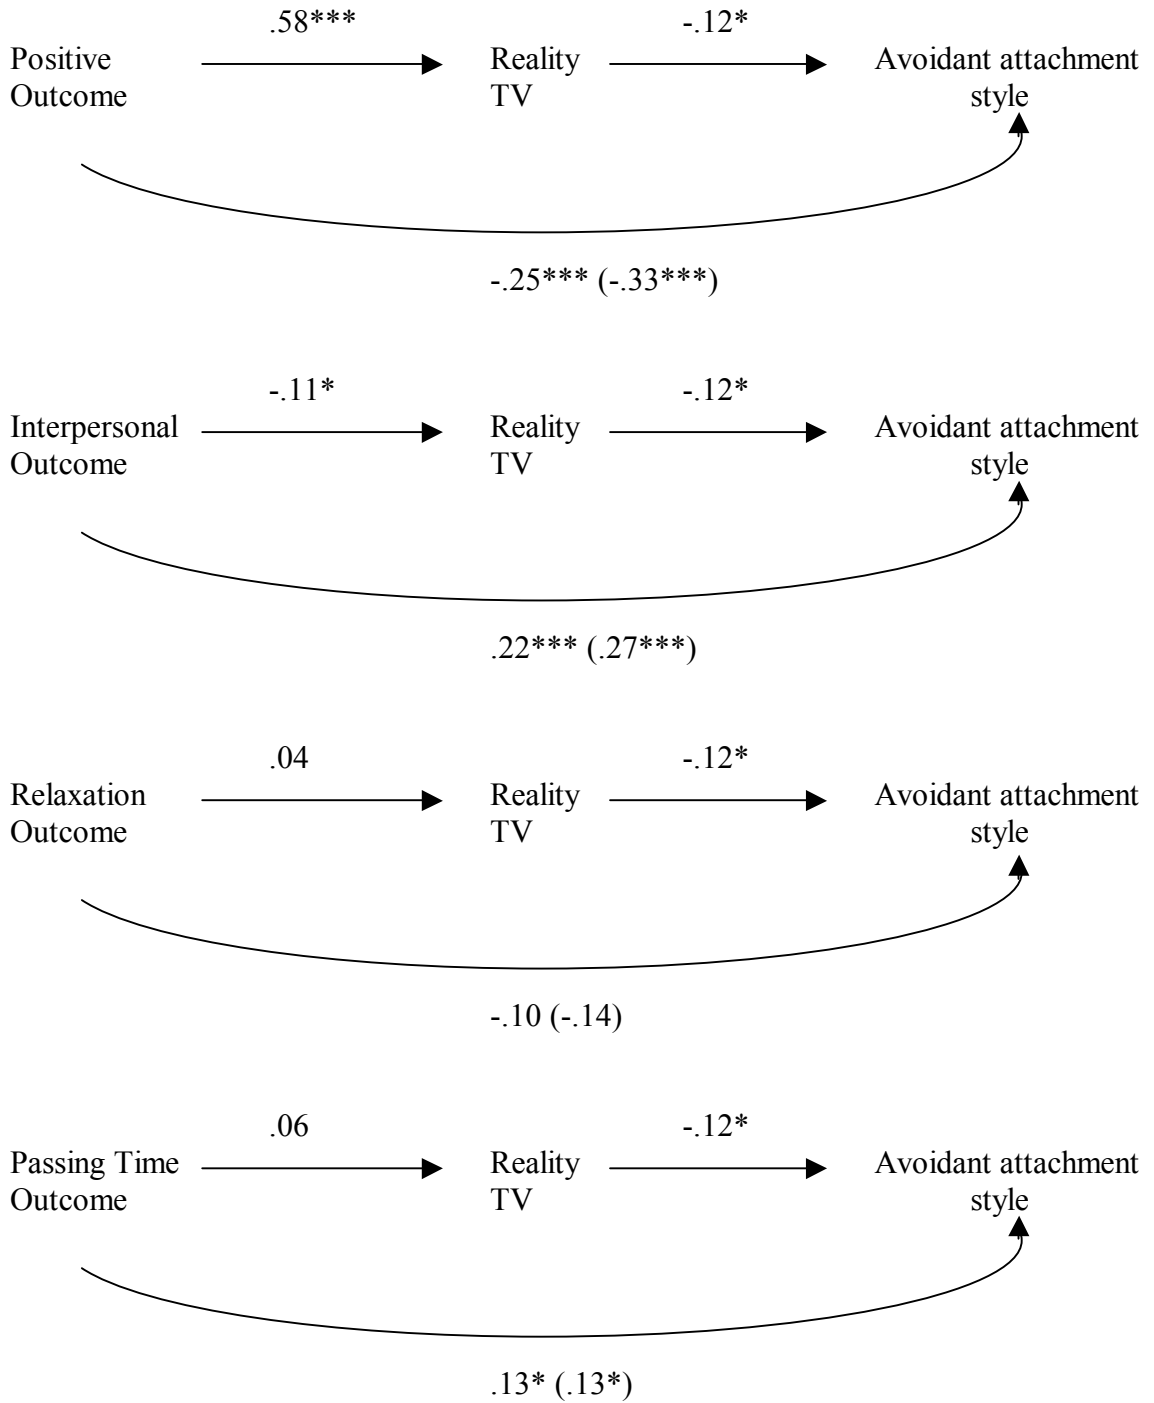 .58*** -.12*
Positive Reality Avoidant attachment
Outcome TV style
-.25*** (-.33***)
-.11* -.12*
Interpersonal Reality Avoidant attachment
Outcome TV style
.22*** (.27***)
.04 -.12*
Relaxation Reality Avoidant attachment
Outcome TV style
-.10 (-.14)
.06 -.12*
Passing Time Reality Avoidant attachment
Outcome TV style
.13* (.13*)